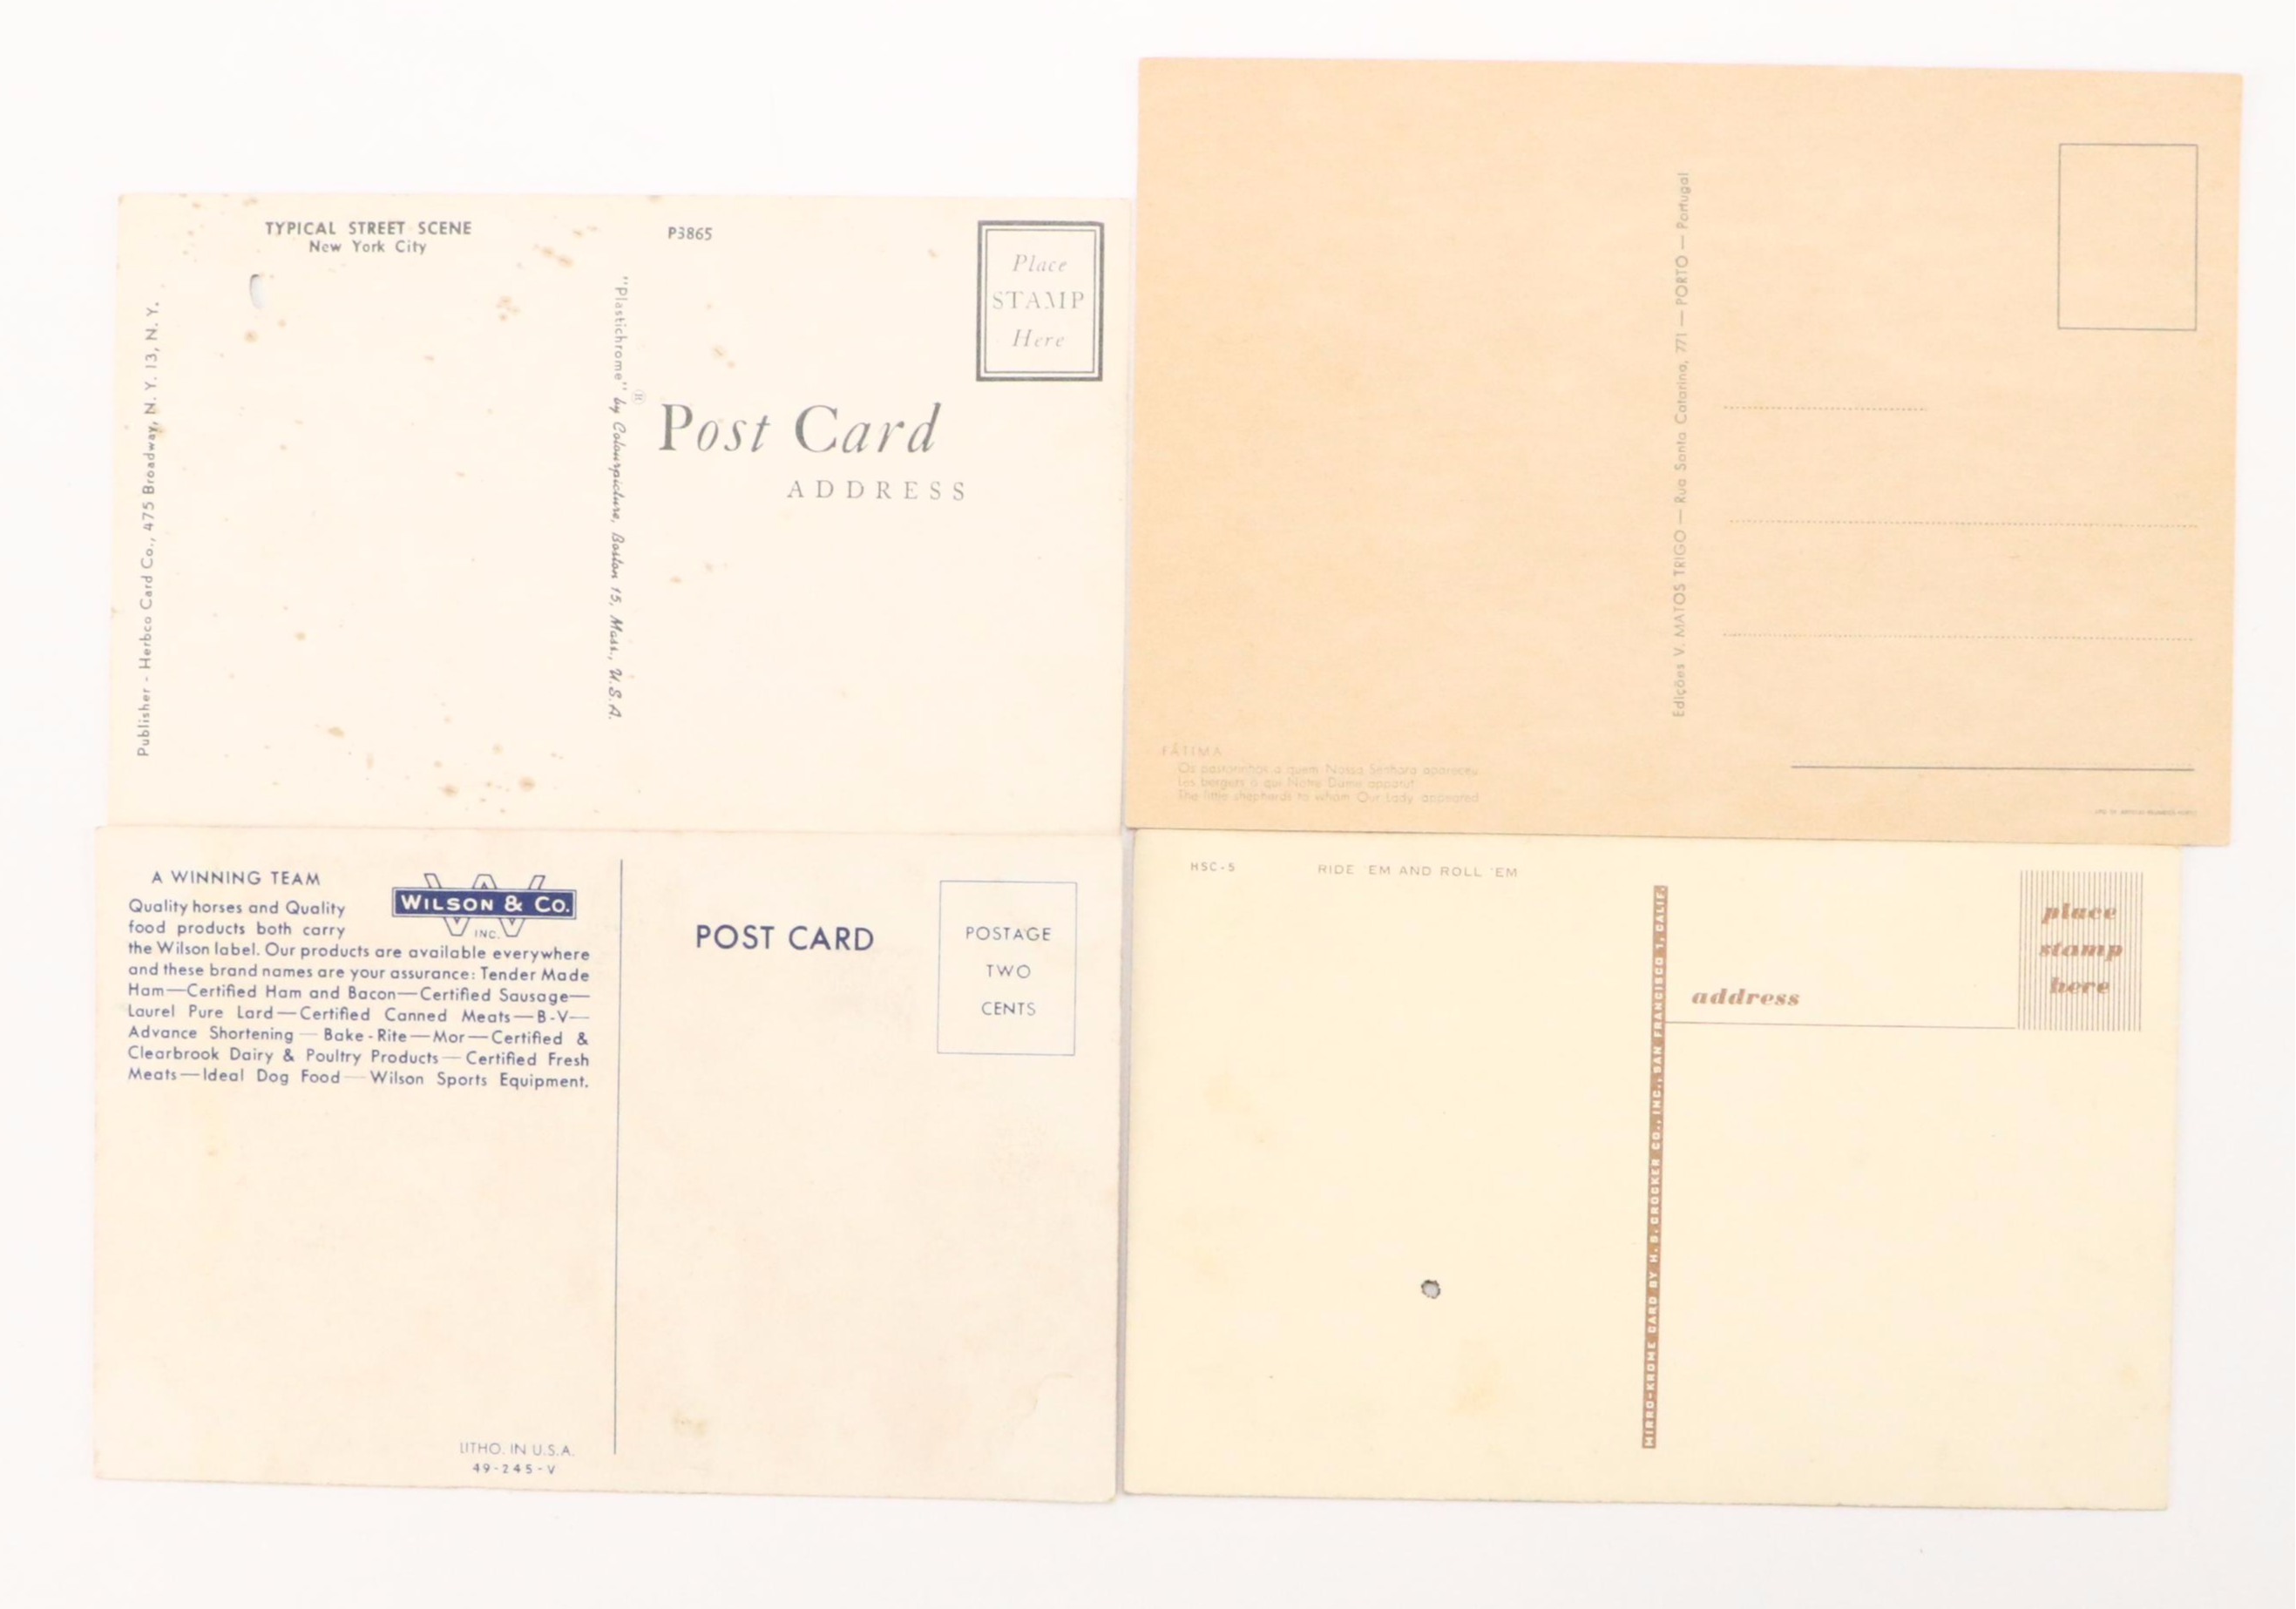 TYPICAL STREET SCENE
New York City
P3865
Place
STAMP
Here
Publisher - Herbco Card Co., 475 Broadway, N. Y. 13, N. Y.
"Plastichrome" ® by Colourpicture, Boston 15, Mass., U.S.A.
Post Card
ADDRESS
Edições V. MATOS TRIGO — Rua Santa Catarina, 771 — PORTO — Portugal
FÁTIMA
Os pastorinhos a quem Nossa Senhora apareceu
Les bergers à qui Notre Dame apparut
The little shepherds to whom Our Lady appeared
A WINNING TEAM
WILSON & CO.
INC.
Quality horses and Quality
food products both carry
the Wilson label. Our products are available everywhere
and these brand names are your assurance: Tender Made
Ham—Certified Ham and Bacon—Certified Sausage—
Laurel Pure Lard—Certified Canned Meats—B-V—
Advance Shortening—Bake-Rite—Mor—Certified &
Clearbrook Dairy & Poultry Products—Certified Fresh
Meats—Ideal Dog Food—Wilson Sports Equipment.
LITHO. IN U.S.A.
49-245-V
POST CARD
POSTAGE
TWO
CENTS
HSC-5
RIDE 'EM AND ROLL 'EM
MIRRO-KROME CARD BY H. S. CROCKER CO., INC., SAN FRANCISCO 1, CALIF.
address
place
stamp
here